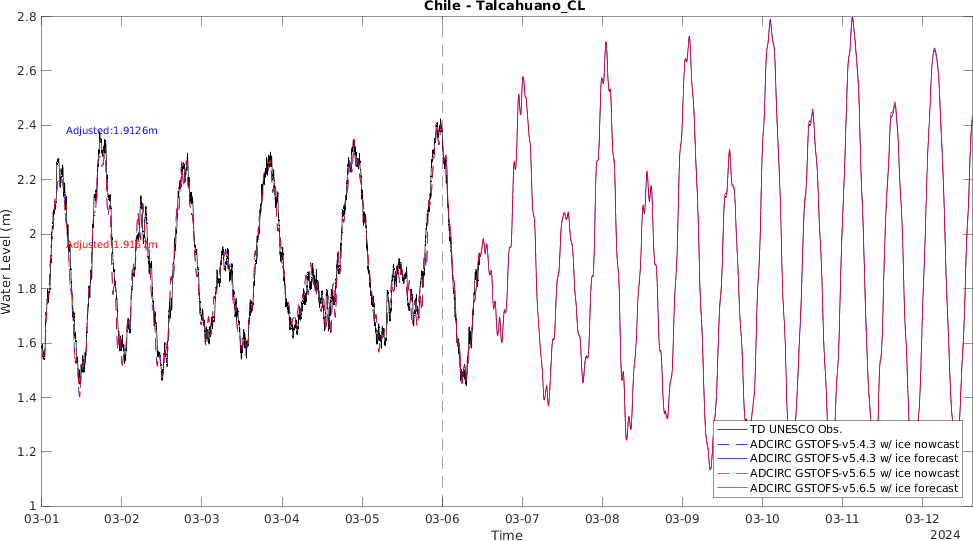 Chile - Talcahuano_CL
Water Level (m)
2.8
2.6
2.4
2.2
2
1.8
1.6
1.4
1.2
1
Adjusted:1.9126m
TD UNESCO Obs.
ADCIRC GSTOFS-v5.4.3 w/ ice nowcast
ADCIRC GSTOFS-v5.4.3 w/ ice forecast
ADCIRC GSTOFS-v5.6.5 w/ ice nowcast
ADCIRC GSTOFS-v5.6.5 w/ ice forecast
03-01 03-02 03-03 03-04 03-05 03-06 03-07 03-08 03-09 03-10 03-11 03-12
Time
2024